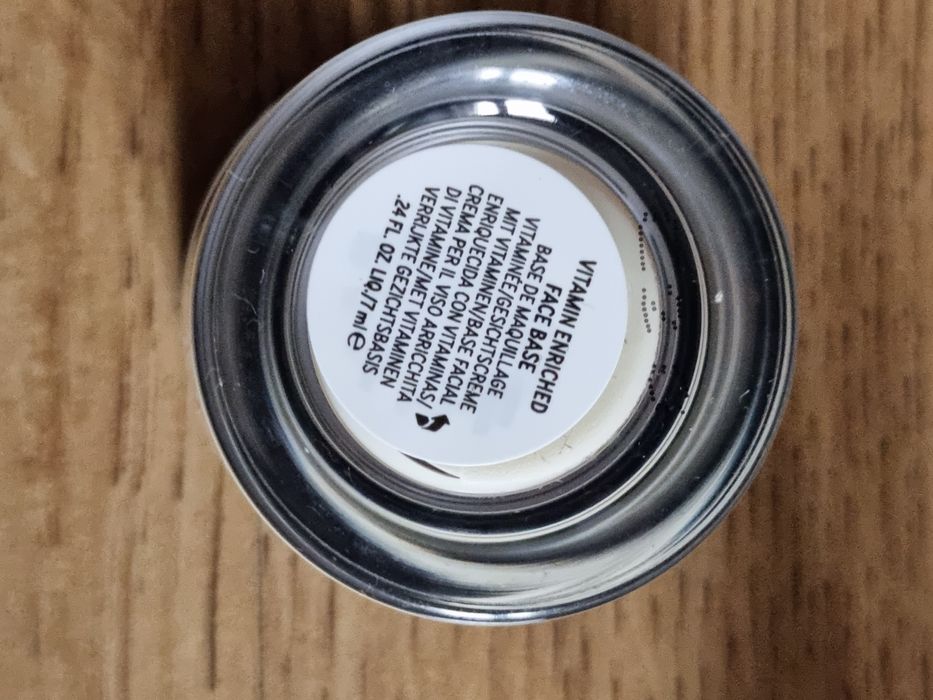 VITAMIN ENRICHED
FACE BASE
BASE DE MAQUILLAGE
VITAMINÉE/GESICHTSCREME
MIT VITAMINEN/BASE FACIAL
ENRIQUECIDA CON VITAMINAS/
CREMA PER IL VISO ARRICCHITA
DI VITAMINE/MET VITAMINEN
VERRIJKTE GEZICHTSBASIS
.24 FL. OZ. LIQ./7 ml e